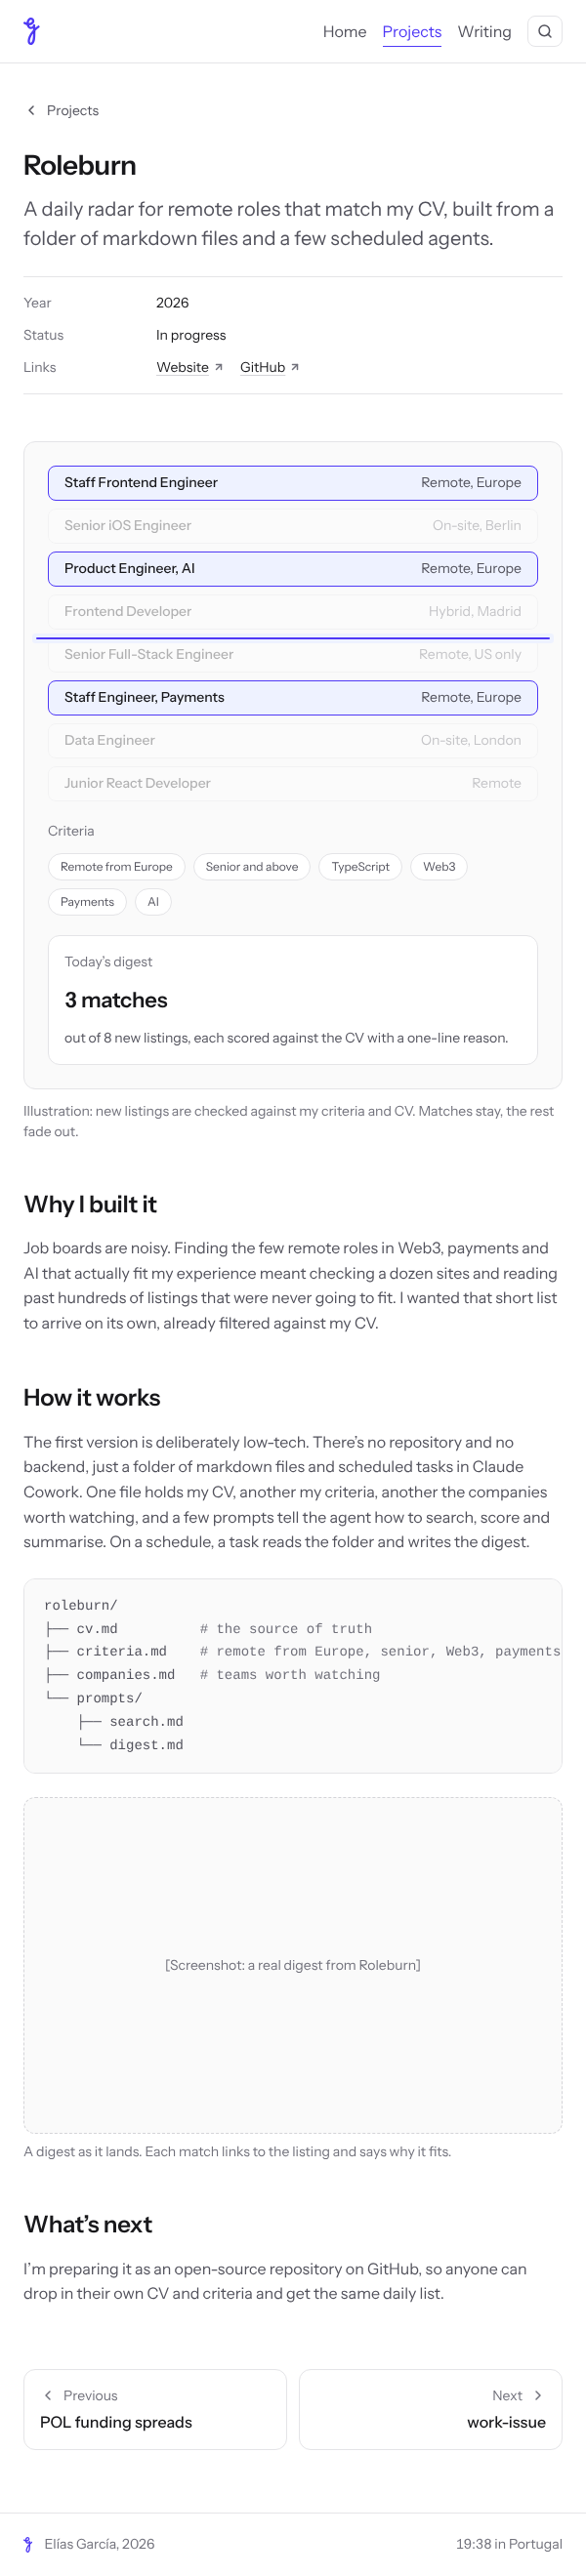 Home Projects Writing
Projects
Roleburn
A daily radar for remote roles that match my CV, built from a
folder of markdown files and a few scheduled agents.
Year 2026
Status In progress
Links Website GitHub
Staff Frontend Engineer Remote, Europe
Senior iOS Engineer On-site, Berlin
Product Engineer, AI Remote, Europe
Frontend Developer Hybrid, Madrid
Senior Full-Stack Engineer Remote, US only
Staff Engineer, Payments Remote, Europe
Data Engineer On-site, London
Junior React Developer Remote
Criteria
Remote from Europe Senior and above TypeScript Web3
Payments AI
Today’s digest
3 matches
out of 8 new listings, each scored against the CV with a one-line reason.
Illustration: new listings are checked against my criteria and CV. Matches stay, the rest
fade out.
Why I built it
Job boards are noisy. Finding the few remote roles in Web3, payments and
AI that actually fit my experience meant checking a dozen sites and reading
past hundreds of listings that were never going to fit. I wanted that short list
to arrive on its own, already filtered against my CV.
How it works
The first version is deliberately low-tech. There’s no repository and no
backend, just a folder of markdown files and scheduled tasks in Claude
Cowork. One file holds my CV, another my criteria, another the companies
worth watching, and a few prompts tell the agent how to search, score and
summarise. On a schedule, a task reads the folder and writes the digest.
roleburn/
├── cv.md # the source of truth
├── criteria.md # remote from Europe, senior, Web3, payments
├── companies.md # teams worth watching
└── prompts/
├── search.md
└── digest.md
[Screenshot: a real digest from Roleburn]
A digest as it lands. Each match links to the listing and says why it fits.
What’s next
I’m preparing it as an open-source repository on GitHub, so anyone can
drop in their own CV and criteria and get the same daily list.
Previous Next
POL funding spreads work-issue
Elías García, 2026 19:38 in Portugal